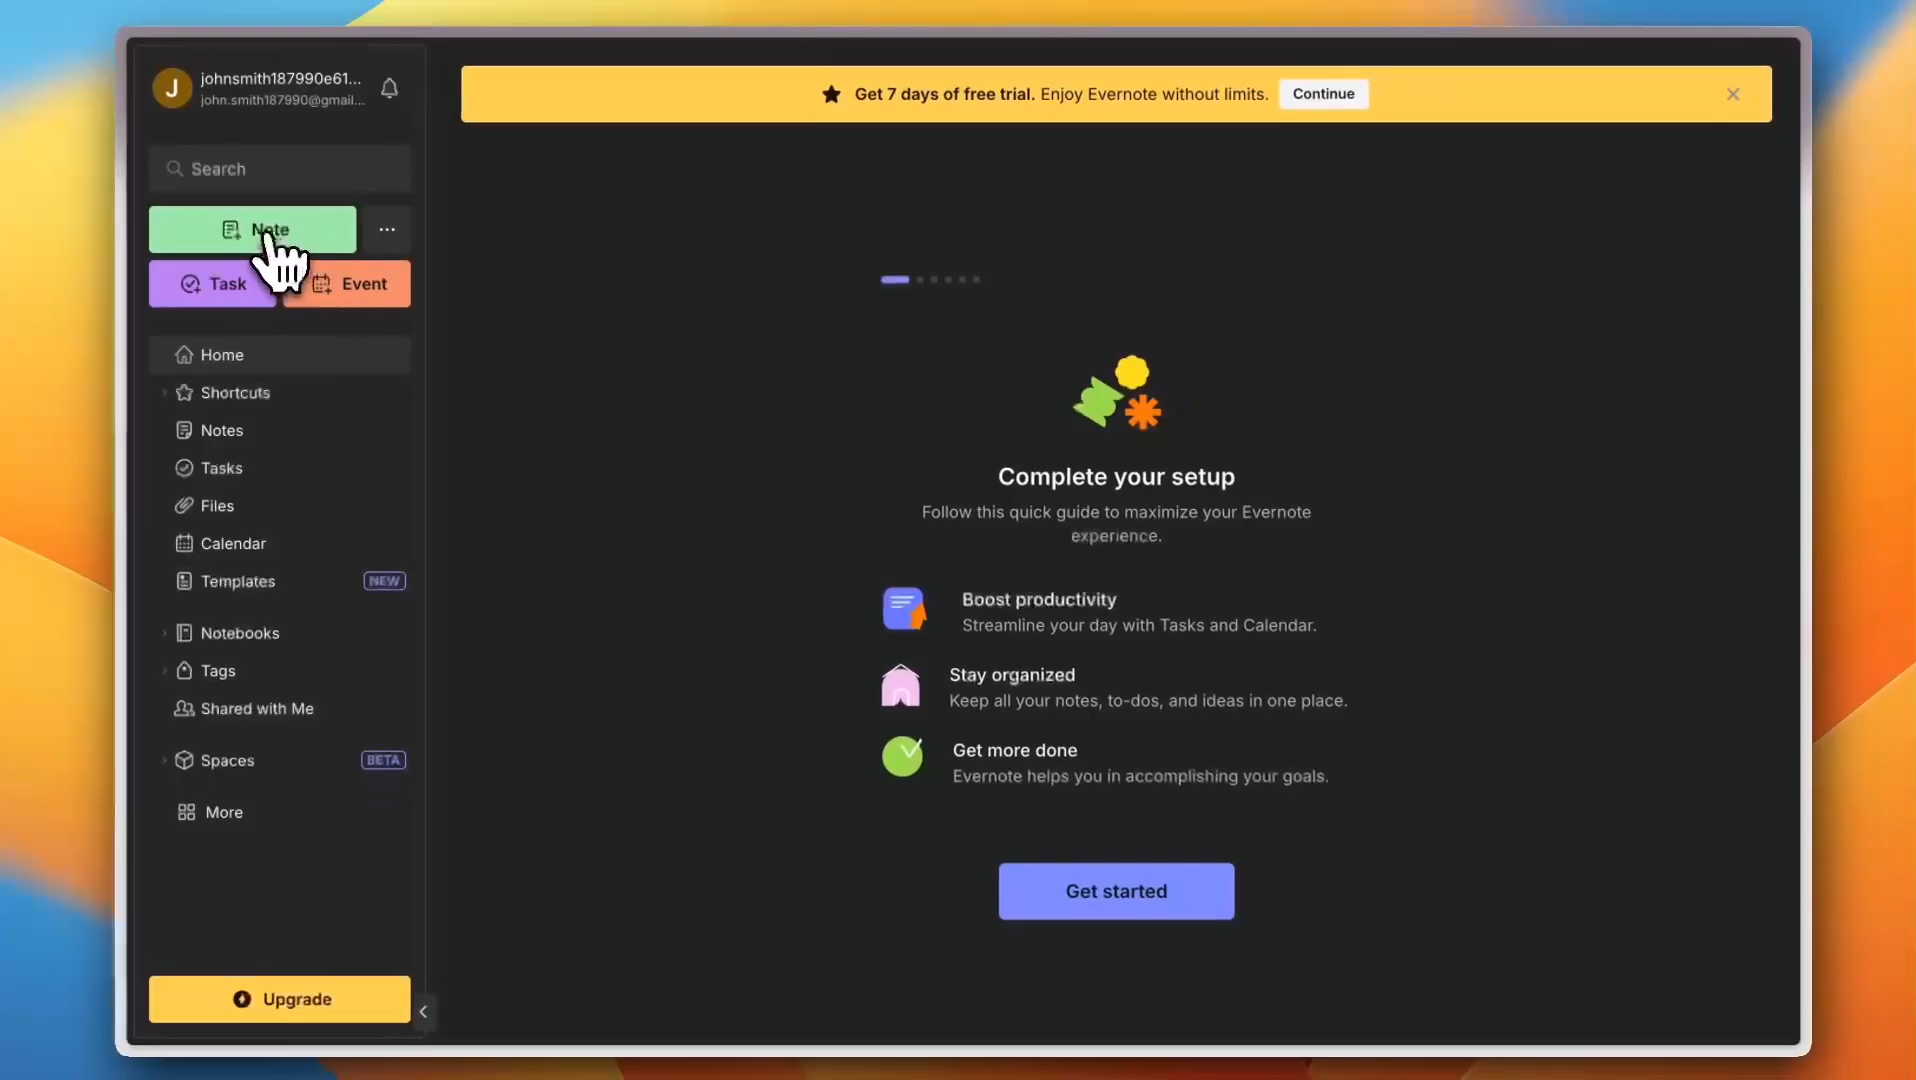 J
johnsmith187990e61...
john.smith187990@gmail...
Search
Note
...
Task
Event
Home
Shortcuts
Notes
Tasks
Files
Calendar
Templates NEW
Notebooks
Tags
Shared with Me
Spaces BETA
More
Upgrade
Get 7 days of free trial. Enjoy Evernote without limits. Continue
Complete your setup
Follow this quick guide to maximize your Evernote
experience.
Boost productivity
Streamline your day with Tasks and Calendar.
Stay organized
Keep all your notes, to-dos, and ideas in one place.
Get more done
Evernote helps you in accomplishing your goals.
Get started